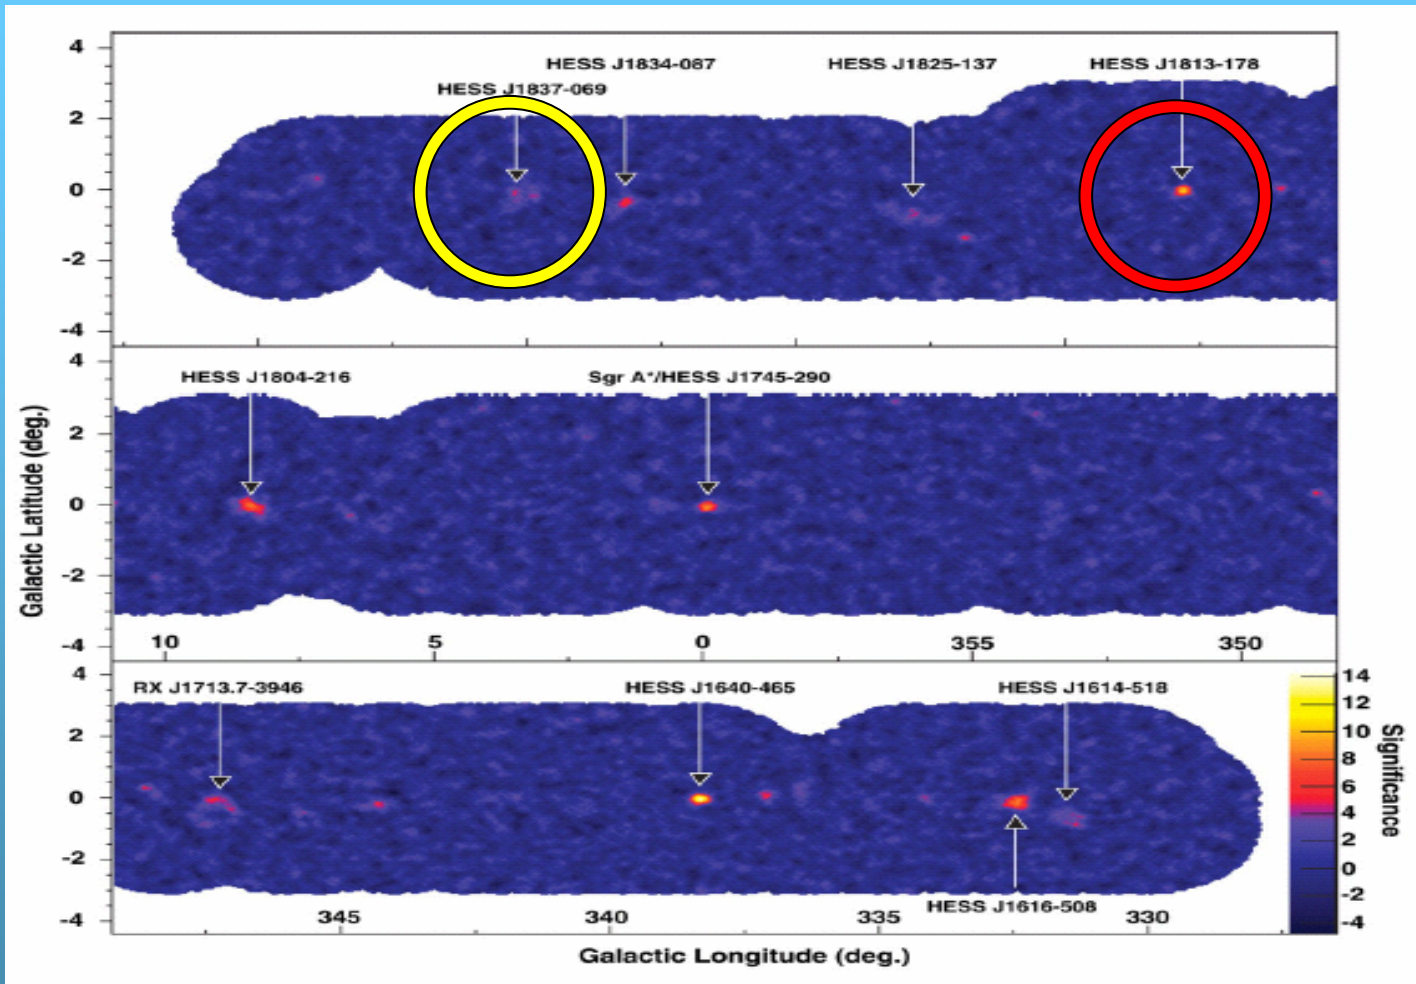 4
HESS J1834-087
HESS J1825-137
HESS J1813-178
HESS J1837-069
2
0
-2
-4
4
HESS J1804-216
Sgr A*/HESS J1745-290
2
0
-2
-4
10
5
0
355
350
Galactic Latitude (deg.)
4
RX J1713.7-3946
HESS J1640-465
HESS J1614-518
2
0
-2
-4
HESS J1616-508
345
340
335
330
Galactic Longitude (deg.)
14
12
10
8
6
4
2
0
-2
-4
Significance